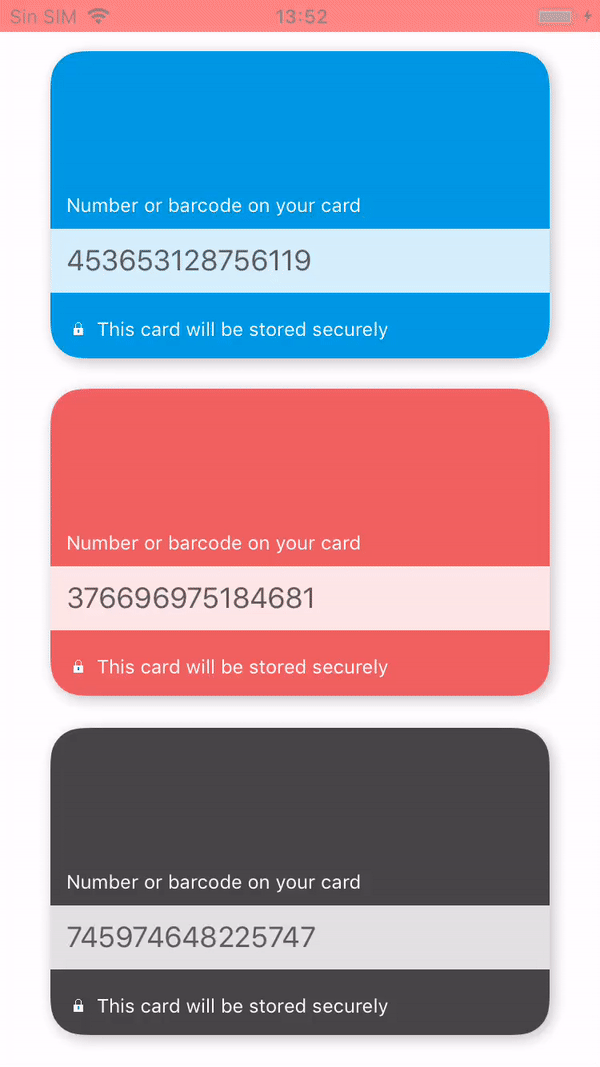 Sin SIM 13:52
Number or barcode on your card
453653128756119
This card will be stored securely
Number or barcode on your card
376696975184681
This card will be stored securely
Number or barcode on your card
745974648225747
This card will be stored securely